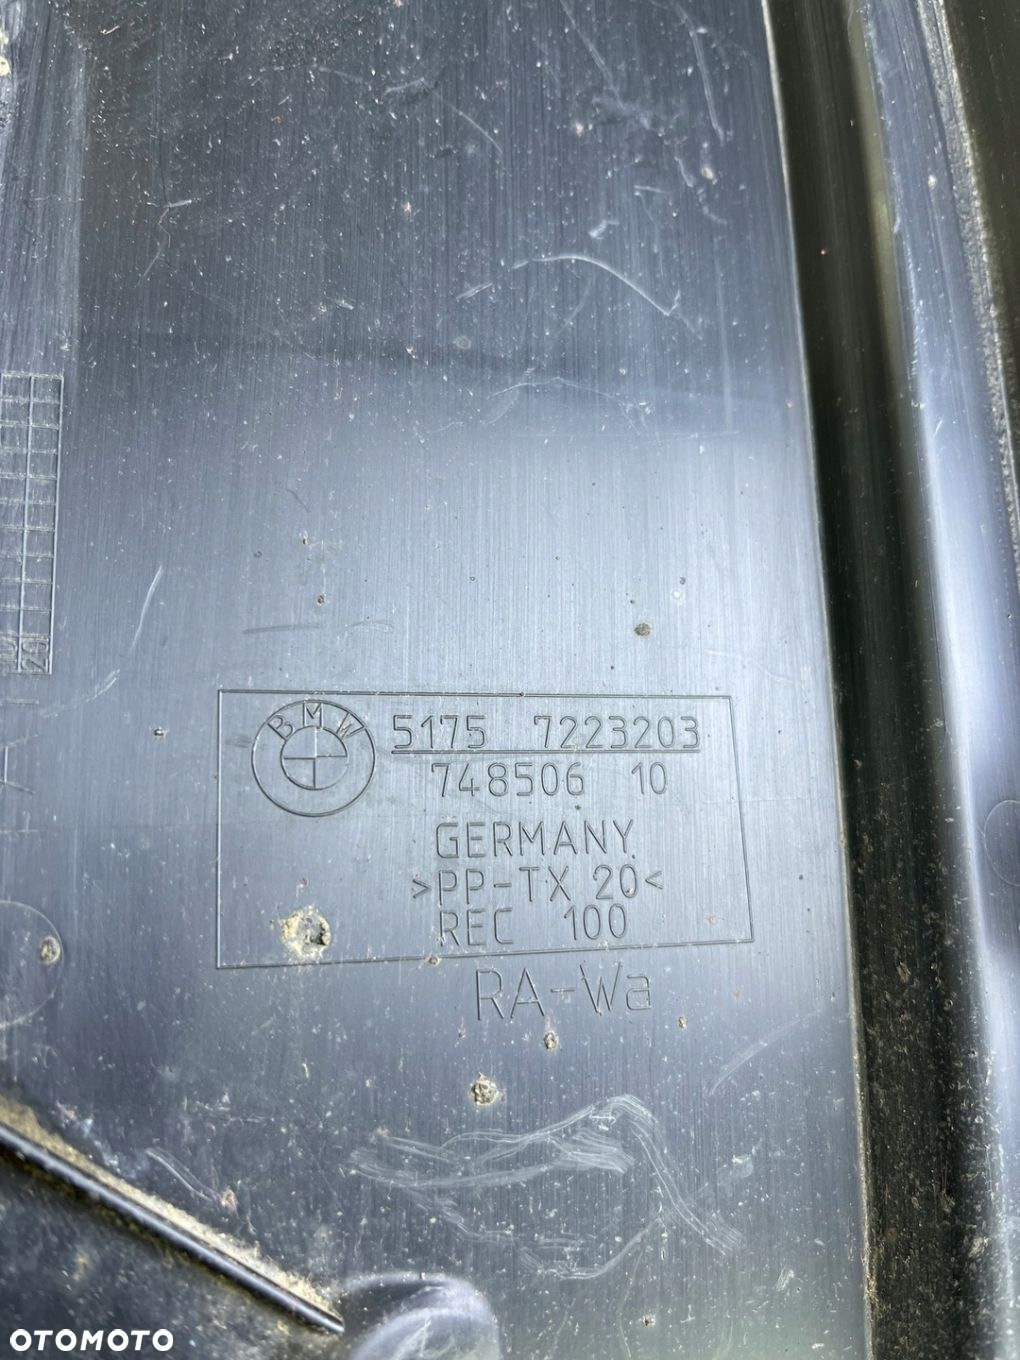 BMW 5175 7223203
748506 10
GERMANY
>PP-TX 20<
REC 100
RA-Wa
OTOMOTO